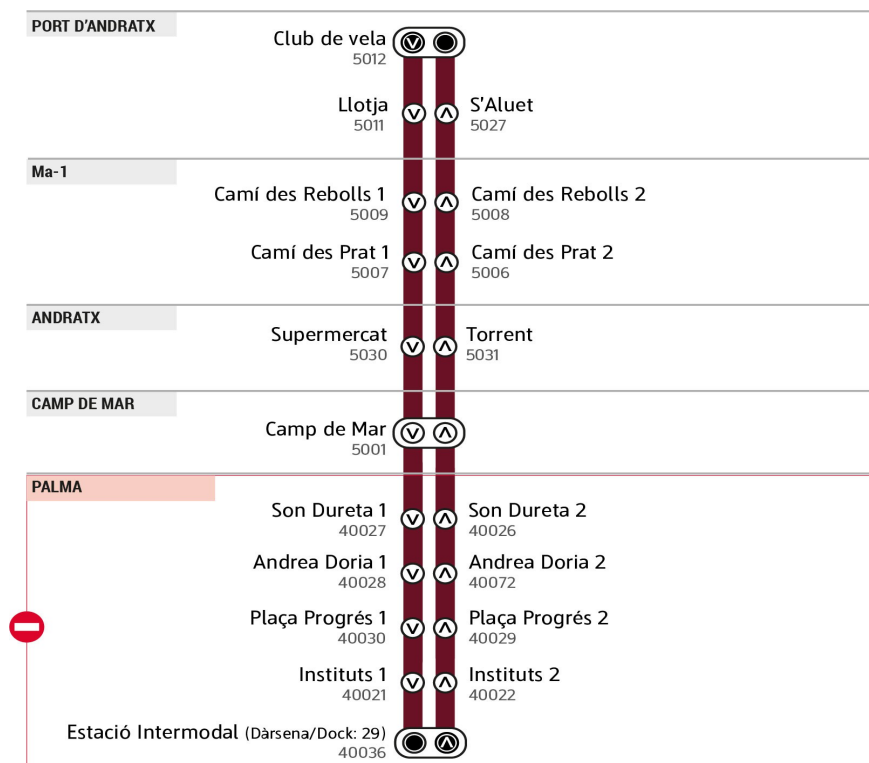 PORT D'ANDRATX
Club de vela
5012
Llotja
5011
S'Aluet
5027
Ma-1
Camí des Rebolls 1
5009
Camí des Rebolls 2
5008
Camí des Prat 1
5007
Camí des Prat 2
5006
ANDRATX
Supermercat
5030
Torrent
5031
CAMP DE MAR
Camp de Mar
5001
PALMA
Son Dureta 1
40027
Son Dureta 2
40026
Andrea Doria 1
40028
Andrea Doria 2
40072
Plaça Progrés 1
40030
Plaça Progrés 2
40029
Instituts 1
40021
Instituts 2
40022
Estació Intermodal (Dàrsena/Dock: 29)
40036